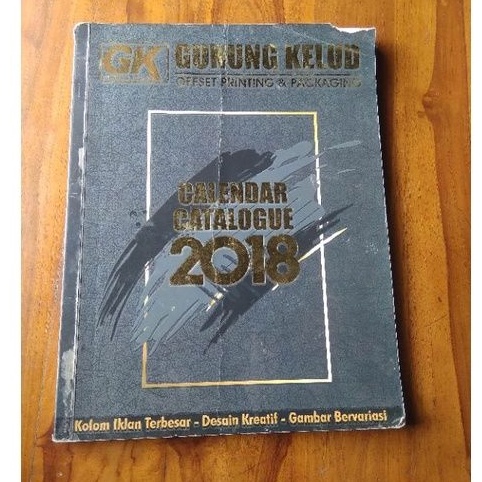 GK GUNUNG KELUD
OFFSET PRINTING & PACKAGING
CALENDAR
CATALOGUE
2018
Kolom Iklan Terbesar - Desain Kreatif - Gambar Bervariasi